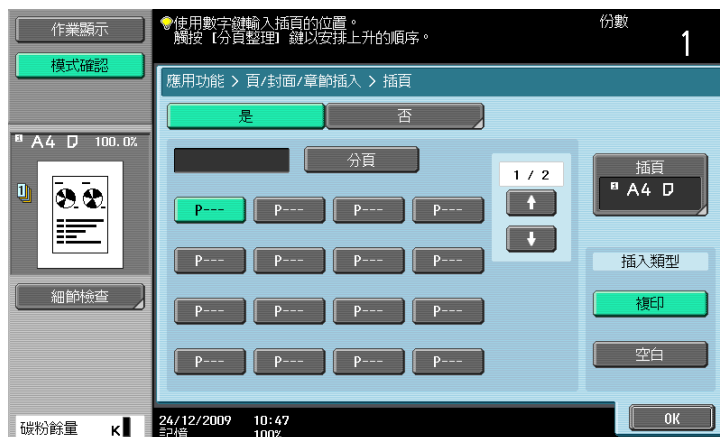 作業顯示
模式確認
使用數字鍵輸入插頁的位置。
觸按【分頁整理】鍵以安排上升的順序。
份數
1
應用功能 > 頁/封面/章節插入 > 插頁
是 否
A4 100.0%
1
分頁
1 / 2
插頁
A4
P--- P--- P--- P---
P--- P--- P--- P---
P--- P--- P--- P---
P--- P--- P--- P---
插入類型
複印
空白
細節檢查
碳粉餘量 K
24/12/2009 10:47
記憶 100%
OK